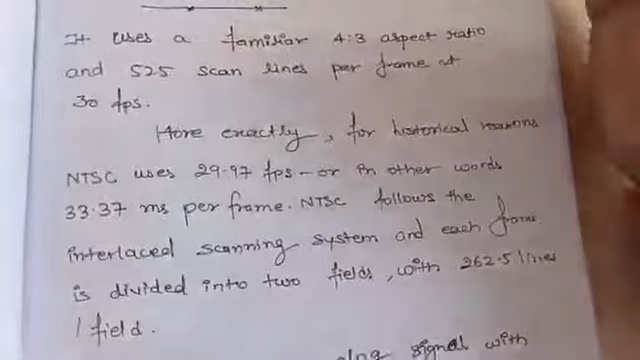 It uses a familiar 4:3 aspect ratio
and 525 scan lines per frame at
30 fps.
More exactly, for historical reasons
NTSC uses 29.97 fps - or in other words
33.37 ms per frame. NTSC follows the
interlaced scanning system and each frame
is divided into two fields, with 262.5 lines
/ field.
signal with